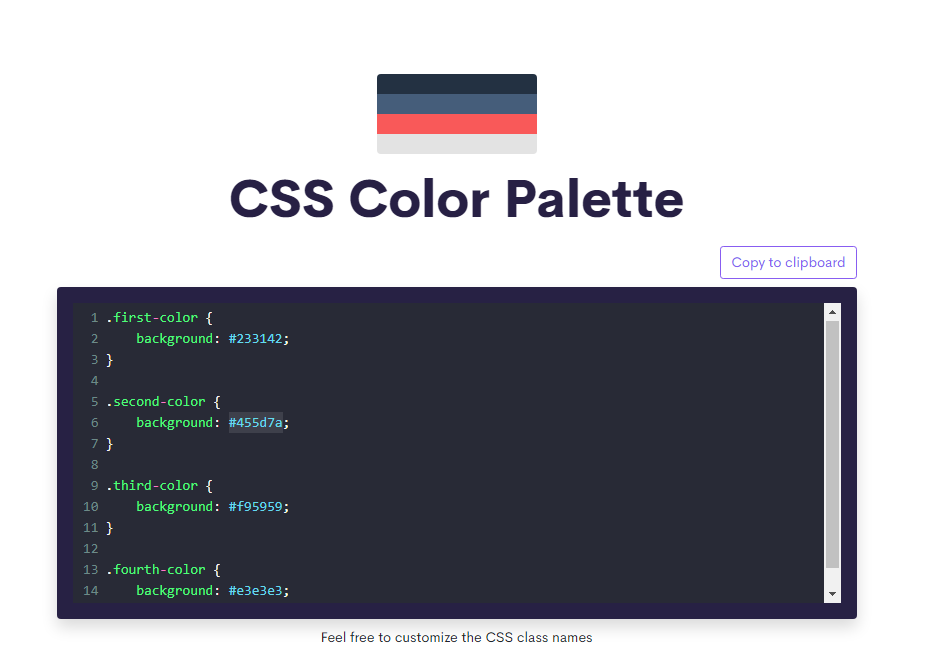 CSS Color Palette
Copy to clipboard
1 .first-color {
2     background: #233142;
3 }
4
5 .second-color {
6     background: #455d7a;
7 }
8
9 .third-color {
10     background: #f95959;
11 }
12
13 .fourth-color {
14     background: #e3e3e3;
Feel free to customize the CSS class names